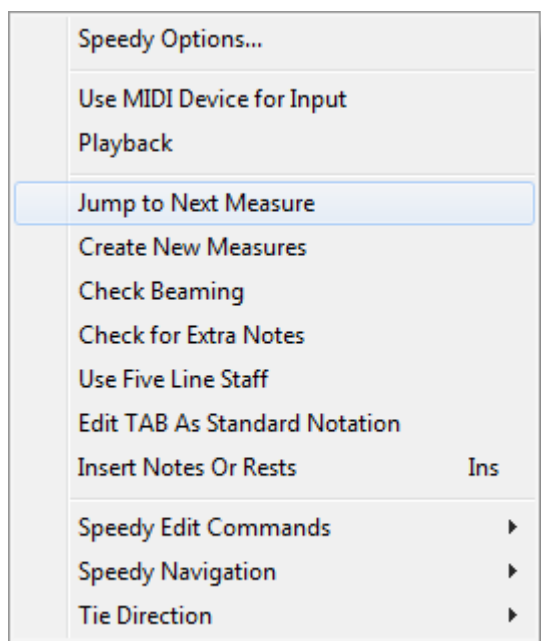 Speedy Options...
Use MIDI Device for Input
Playback
Jump to Next Measure
Create New Measures
Check Beaming
Check for Extra Notes
Use Five Line Staff
Edit TAB As Standard Notation
Insert Notes Or Rests Ins
Speedy Edit Commands
Speedy Navigation
Tie Direction